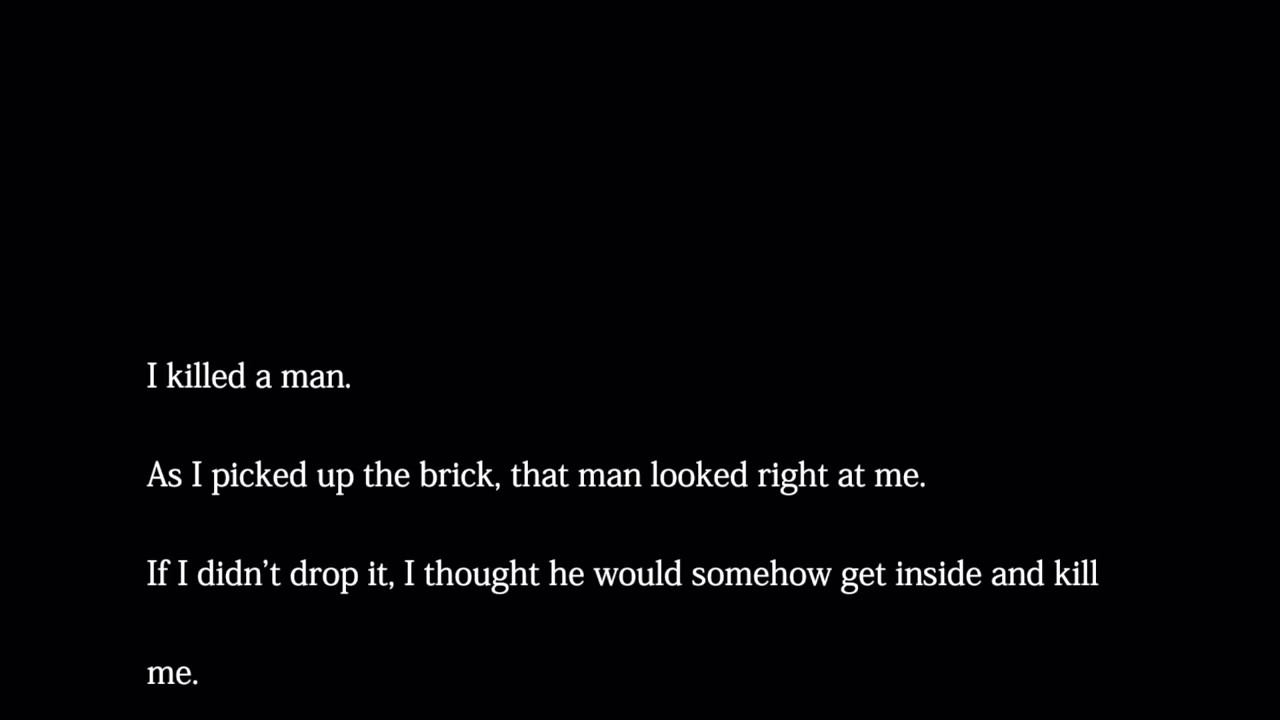 I killed a man.
As I picked up the brick, that man looked right at me.
If I didn’t drop it, I thought he would somehow get inside and kill
me.